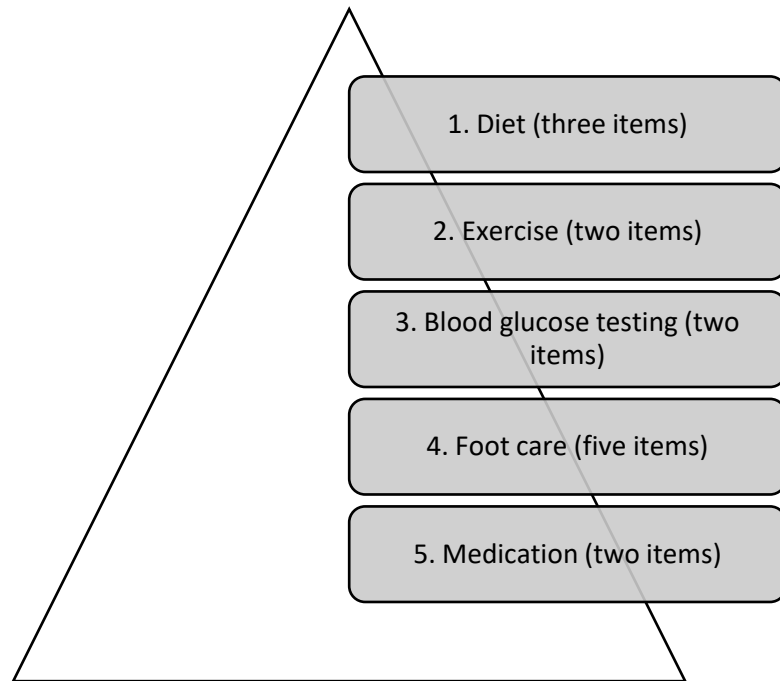 1. Diet (three items)
2. Exercise (two items)
3. Blood glucose testing (two
items)
4. Foot care (five items)
5. Medication (two items)